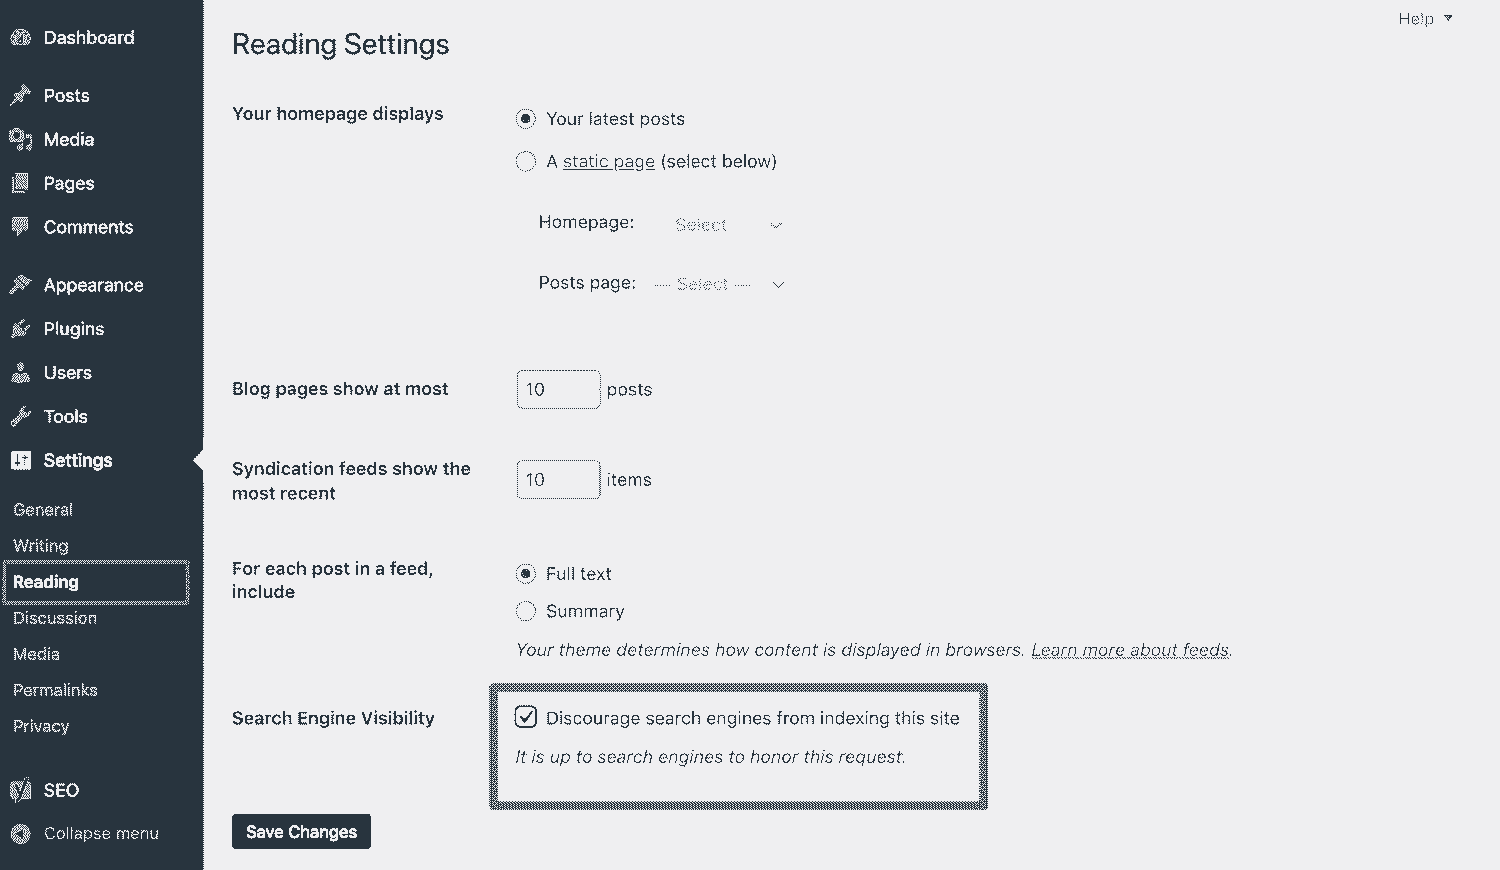 Help
Dashboard
Posts
Media
Pages
Comments
Appearance
Plugins
Users
Tools
Settings
General
Writing
Reading
Discussion
Media
Permalinks
Privacy
SEO
Collapse menu
Reading Settings
Your homepage displays
Your latest posts
A static page (select below)
Homepage: Select
Posts page: — Select —
Blog pages show at most
10 posts
Syndication feeds show the
most recent
10 items
For each post in a feed,
include
Full text
Summary
Your theme determines how content is displayed in browsers. Learn more about feeds.
Search Engine Visibility
Discourage search engines from indexing this site
It is up to search engines to honor this request.
Save Changes